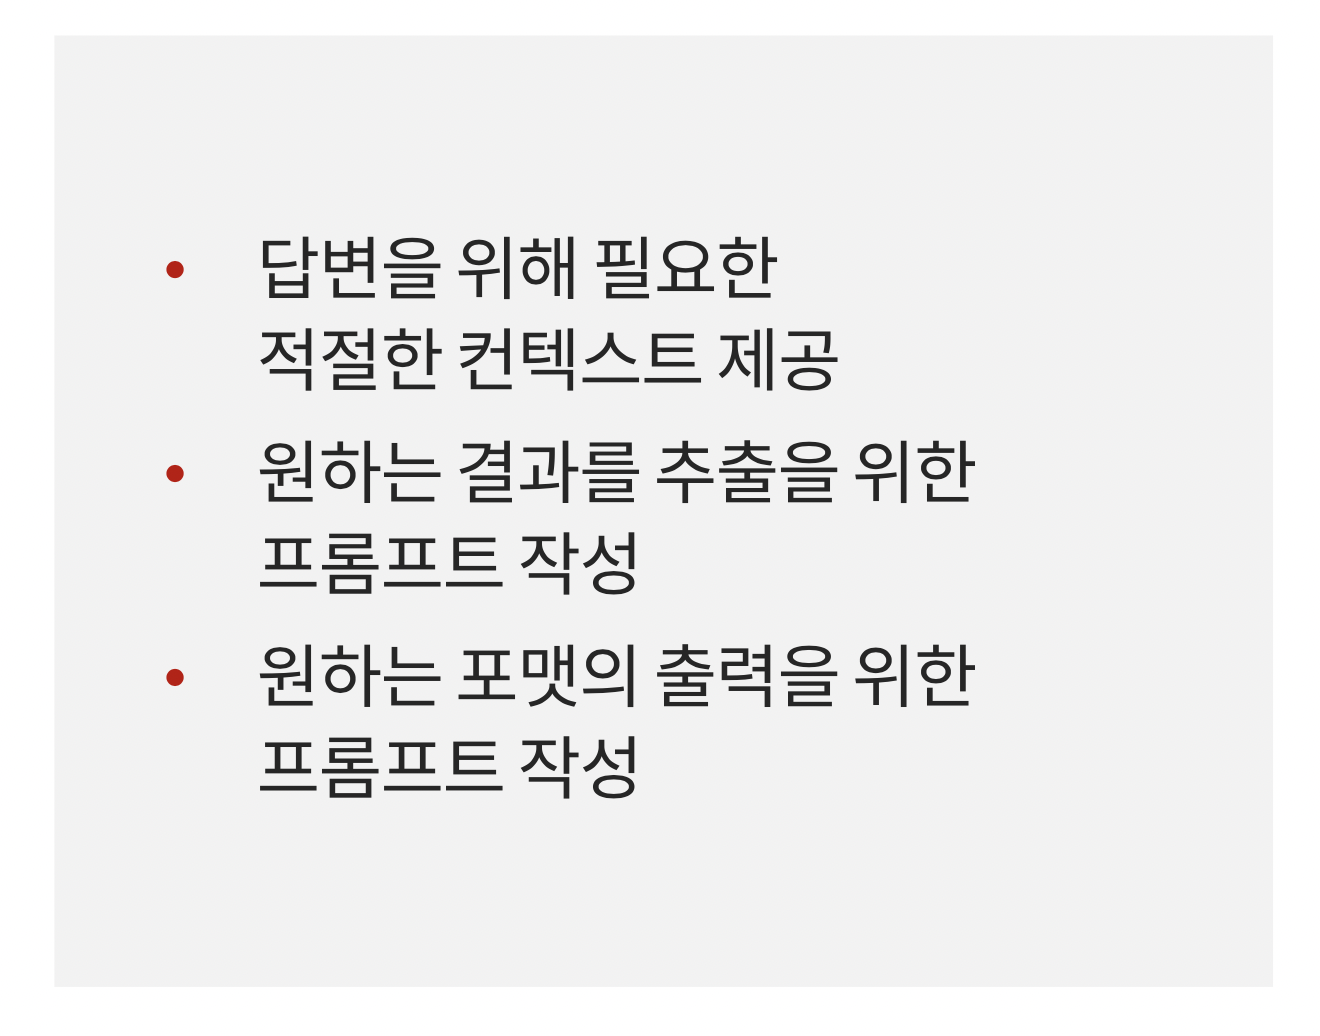 • 답변을 위해 필요한
적절한 컨텍스트 제공
• 원하는 결과를 추출을 위한
프롬프트 작성
• 원하는 포맷의 출력을 위한
프롬프트 작성